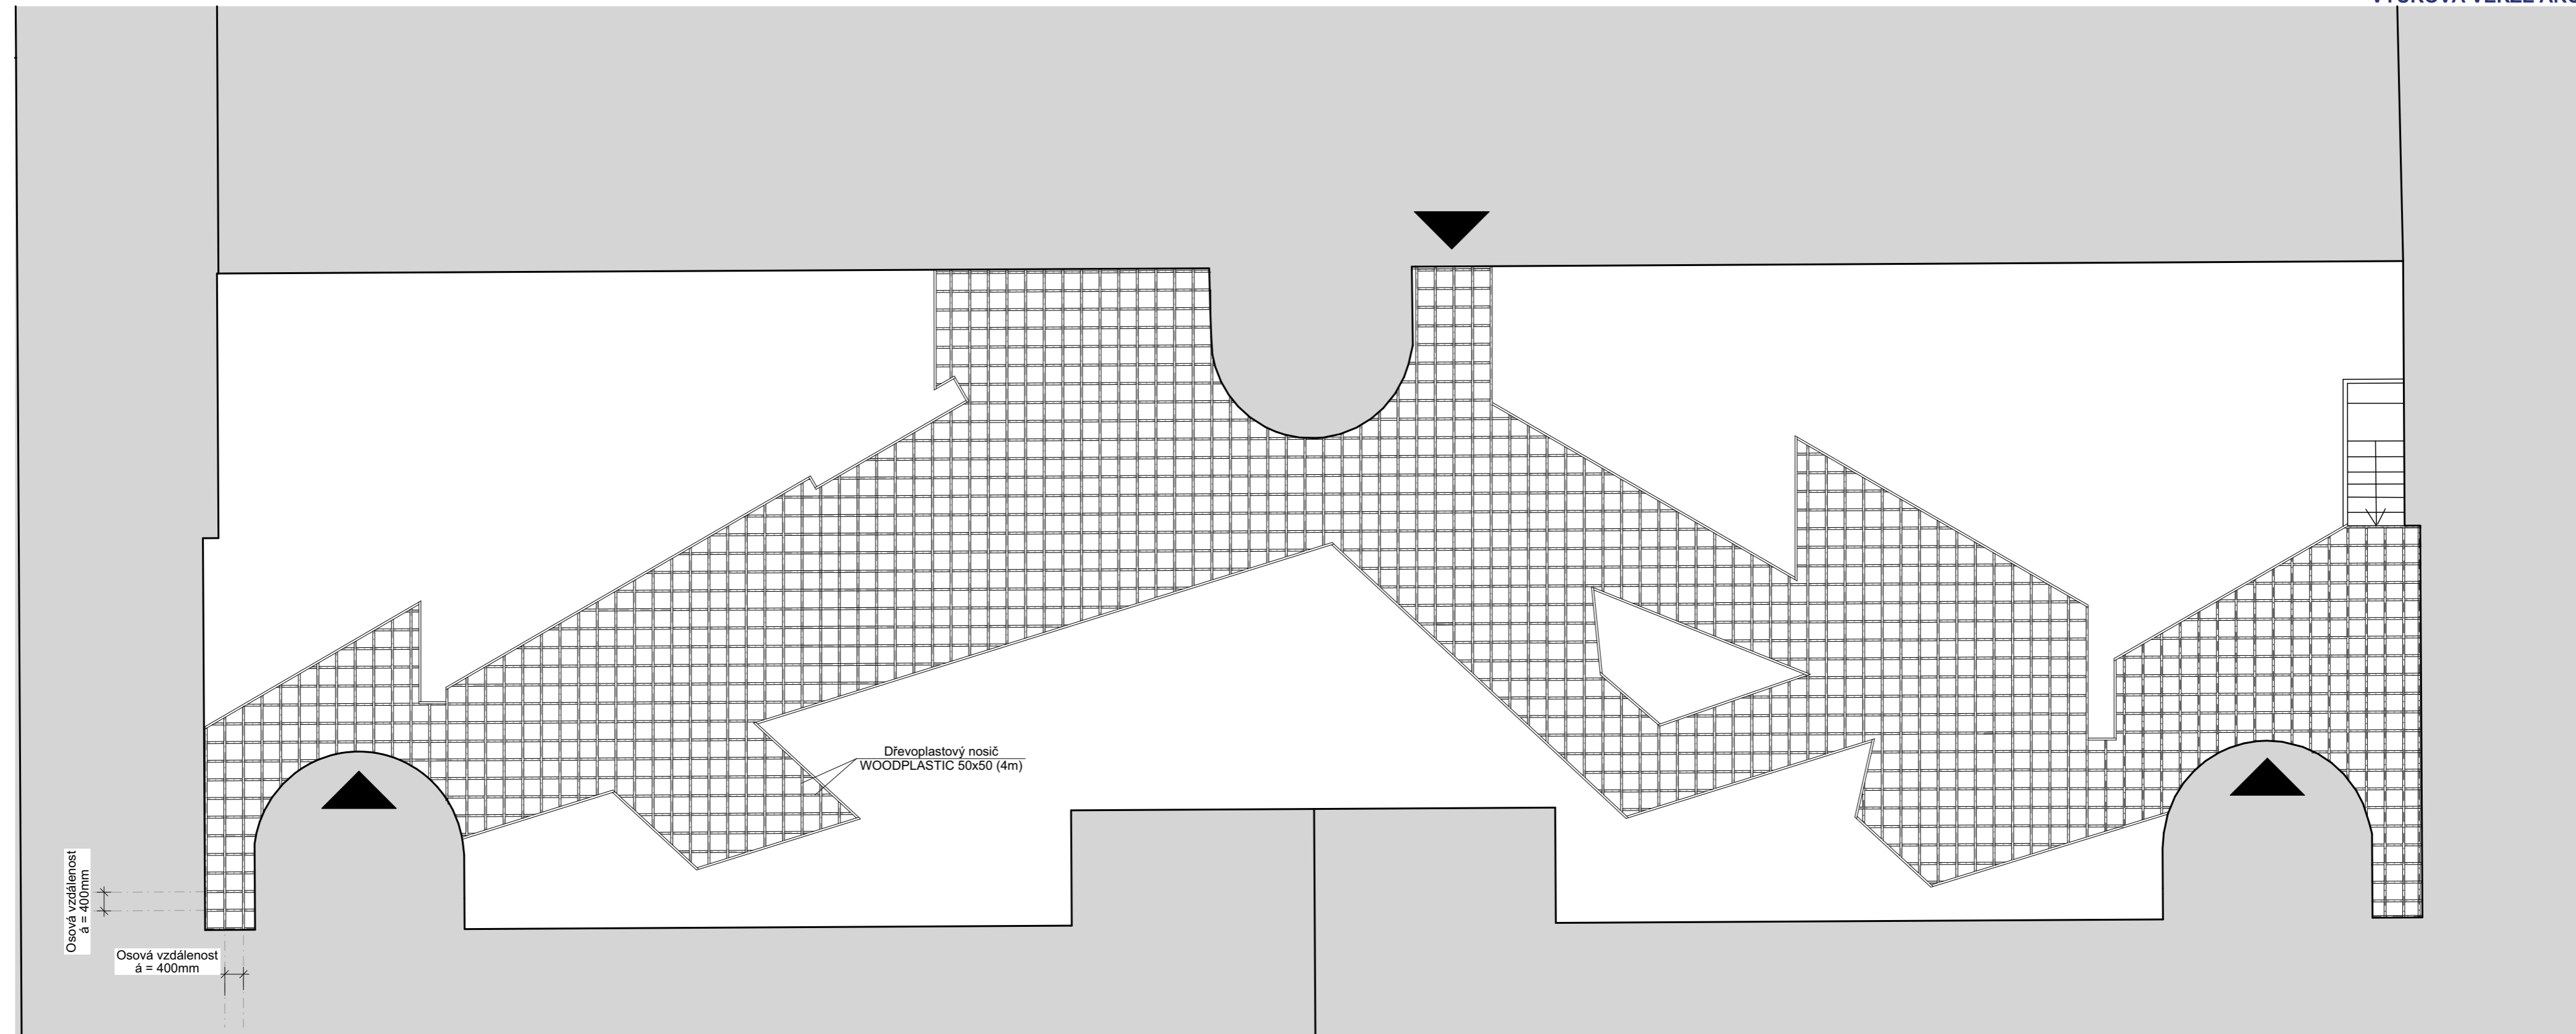 Dřevoplastový nosič
WOODPLASTIC 50x50 (4m)
Osová vzdálenost
á = 400mm
Osová vzdálenost
á = 400mm